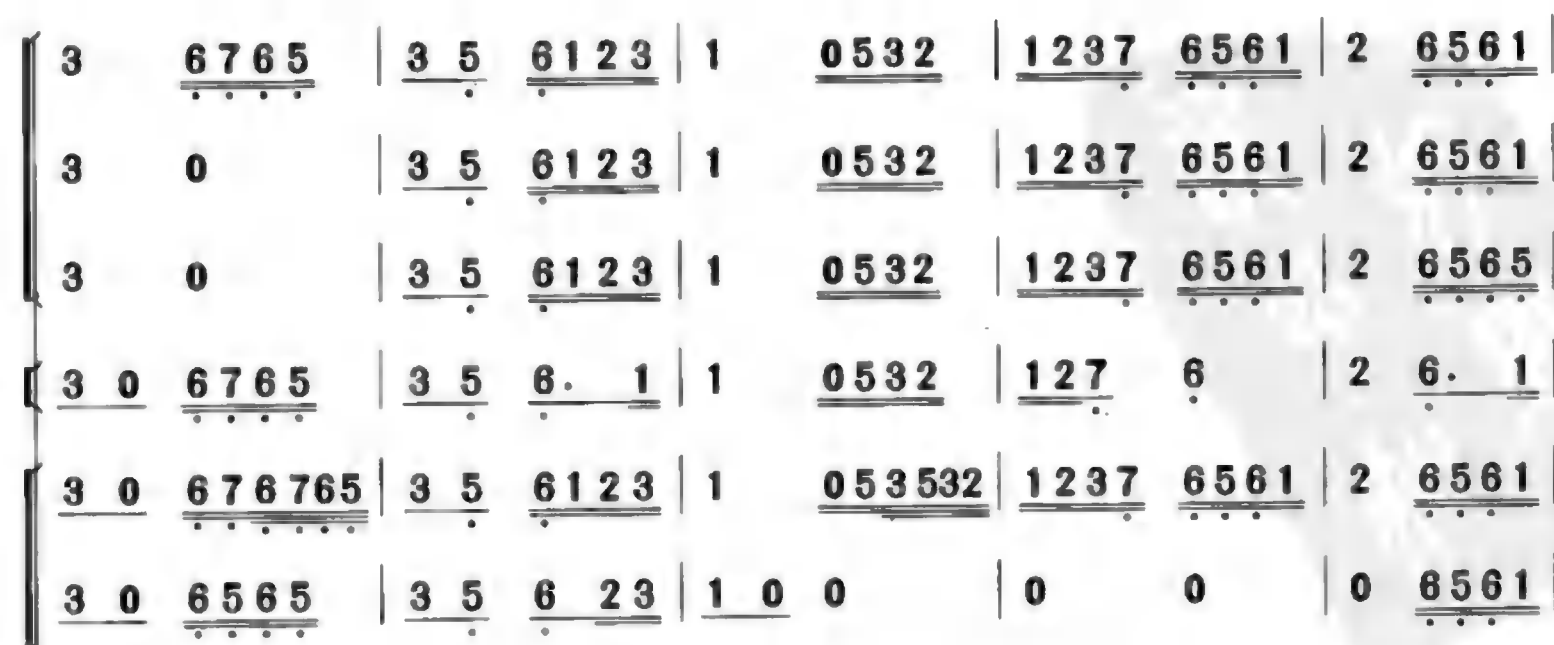 3 6765 | 3 5 6123 | 1 0532 | 1237 6561 | 2 6561 |
3 0 | 3 5 6123 | 1 0532 | 1237 6561 | 2 6561 |
3 0 | 3 5 6123 | 1 0532 | 1237 6561 | 2 6565 |
3 0 6765 | 3 5 6. 1 | 1 0532 | 127 6 | 2 6. 1 |
3 0 676765 | 3 5 6123 | 1 053532 | 1237 6561 | 2 6561 |
3 0 6565 | 3 5 6 23 | 1 0 0 | 0 0 | 0 6561 |